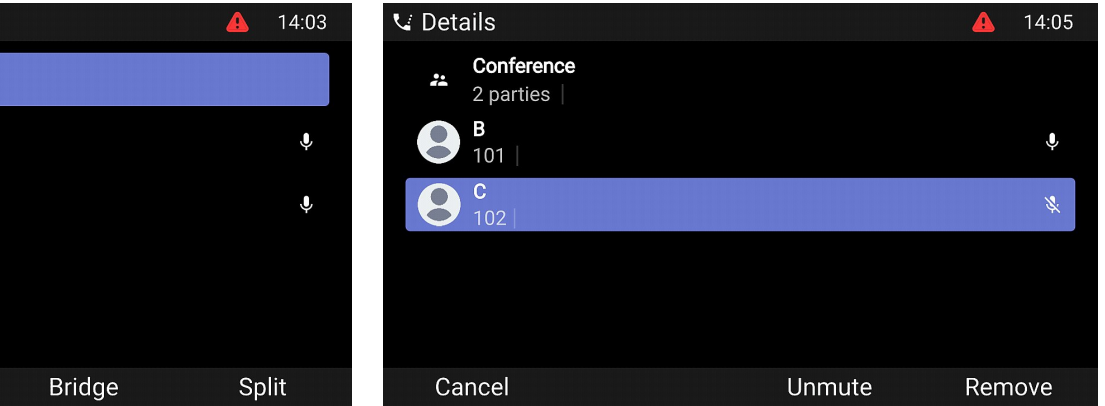 14:03
Bridge Split
Details 14:05
Conference
2 parties
B
101
C
102
Cancel Unmute Remove